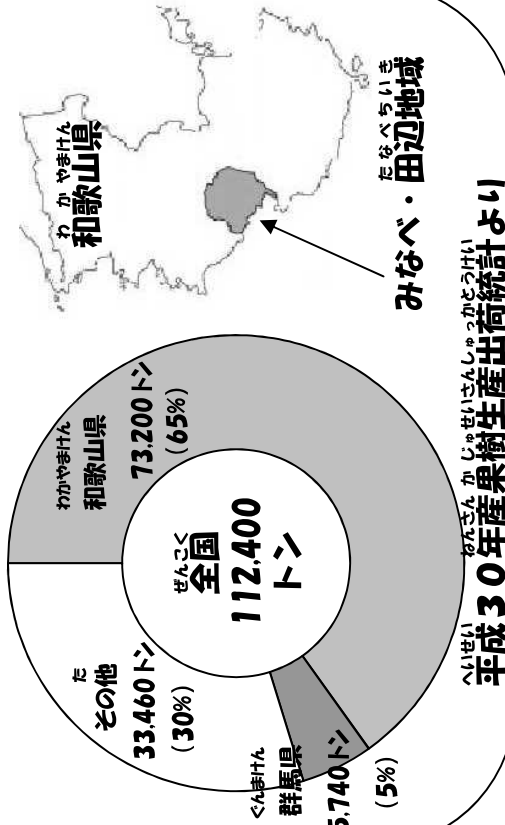 ぜんこく
全国
112,400
トン
わかやまけん
和歌山県
73,200トン
(65%)
ぐんまけん
群馬県
5,740トン
(5%)
た
その他
33,460トン
(30%)
わ か やまけん
和歌山県
たなべちいき
みなべ・田辺地域
へいせい ねんさん か じゅせいさんしゅっかとうけい
平成３０年産果樹生産出荷統計より